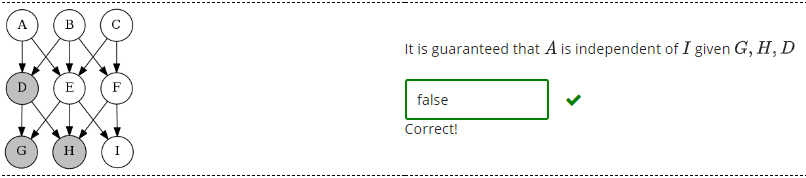 A B C
D E F
G H I
It is guaranteed that A is independent of I given G, H, D
false
Correct!